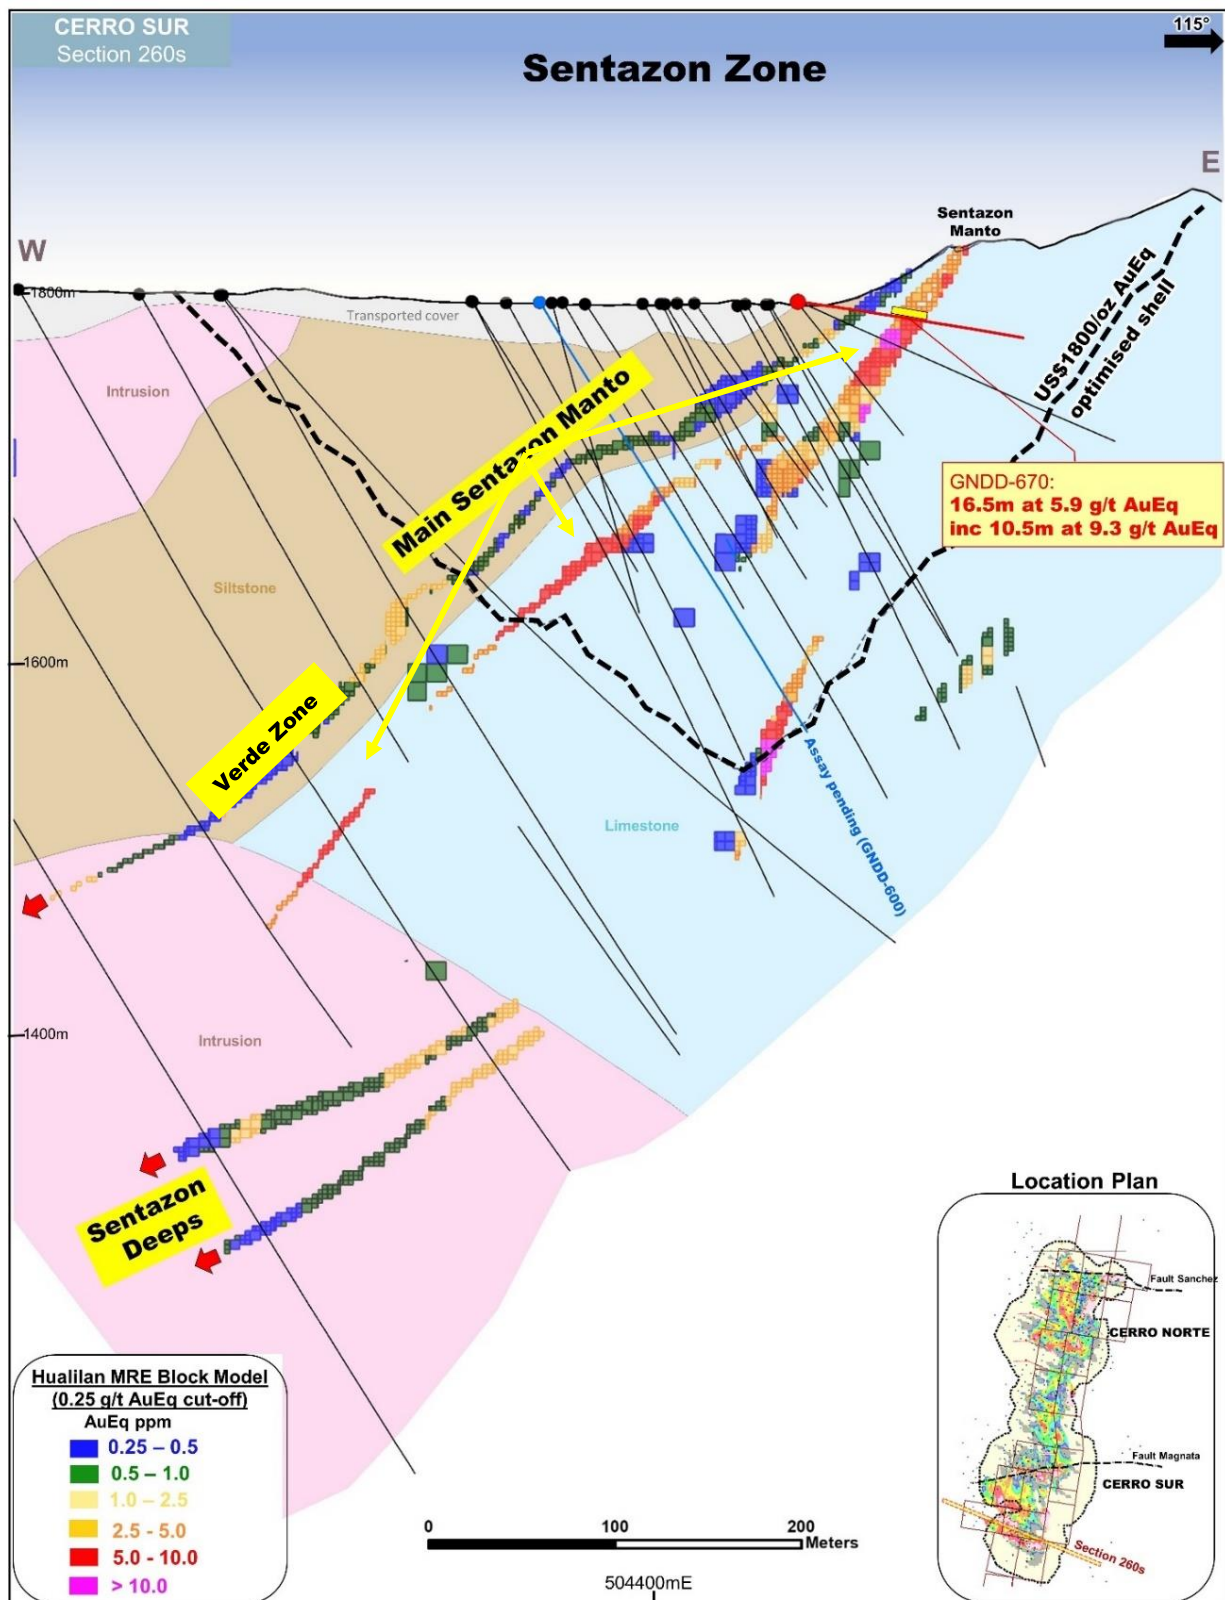 CERRO SUR
Section 260s
Sentazon Zone
115°
E
W
Sentazon
Manto
1800m
Transported cover
Intrusion
US$1800/oz AuEq
optimised shell
Main Sentazon Manto
GNDD-670:
16.5m at 5.9 g/t AuEq
inc 10.5m at 9.3 g/t AuEq
Siltstone
1600m
Verde Zone
Limestone
Assay pending (GNDD-600)
1400m
Intrusion
Sentazon
Deeps
Location Plan
Fault Sanchez
CERRO NORTE
Fault Magnata
CERRO SUR
Section 260s
Hualilan MRE Block Model
(0.25 g/t AuEq cut-off)
AuEq ppm
0.25 – 0.5
0.5 – 1.0
1.0 – 2.5
2.5 - 5.0
5.0 - 10.0
> 10.0
0 100 200
Meters
504400mE